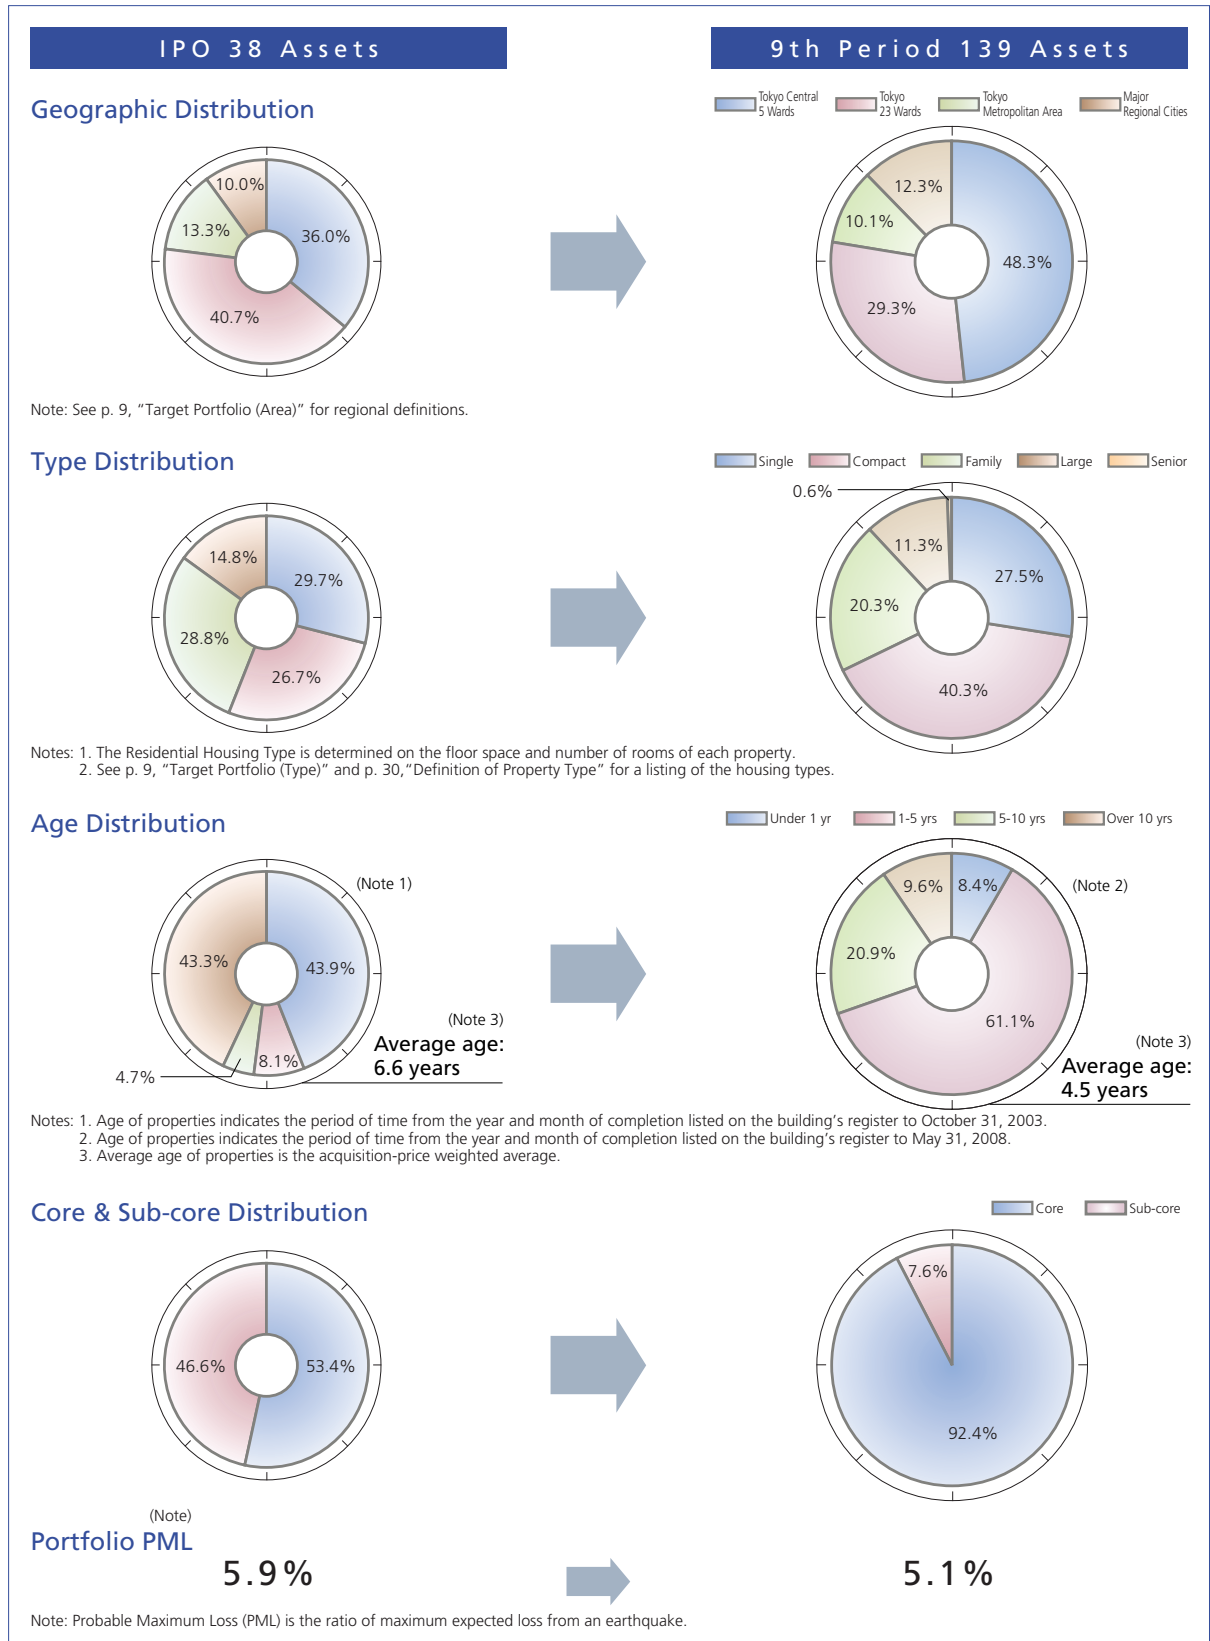 IPO 38 Assets
9th Period 139 Assets
Geographic Distribution
Tokyo Central
5 Wards
Tokyo
23 Wards
Tokyo
Metropolitan Area
Major
Regional Cities
10.0%
13.3%
36.0%
40.7%
12.3%
10.1%
48.3%
29.3%
Note: See p. 9, “Target Portfolio (Area)” for regional definitions.
Type Distribution
Single
Compact
Family
Large
Senior
14.8%
29.7%
28.8%
26.7%
0.6%
11.3%
27.5%
20.3%
40.3%
Notes: 1. The Residential Housing Type is determined on the floor space and number of rooms of each property.
2. See p. 9, “Target Portfolio (Type)” and p. 30,“Definition of Property Type” for a listing of the housing types.
Age Distribution
Under 1 yr
1-5 yrs
5-10 yrs
Over 10 yrs
(Note 1)
43.3%
43.9%
8.1%
4.7%
(Note 3)
Average age:
6.6 years
(Note 2)
9.6%
8.4%
20.9%
61.1%
(Note 3)
Average age:
4.5 years
Notes: 1. Age of properties indicates the period of time from the year and month of completion listed on the building’s register to October 31, 2003.
2. Age of properties indicates the period of time from the year and month of completion listed on the building’s register to May 31, 2008.
3. Average age of properties is the acquisition-price weighted average.
Core & Sub-core Distribution
Core
Sub-core
46.6%
53.4%
7.6%
92.4%
(Note)
Portfolio PML
5.9%
5.1%
Note: Probable Maximum Loss (PML) is the ratio of maximum expected loss from an earthquake.